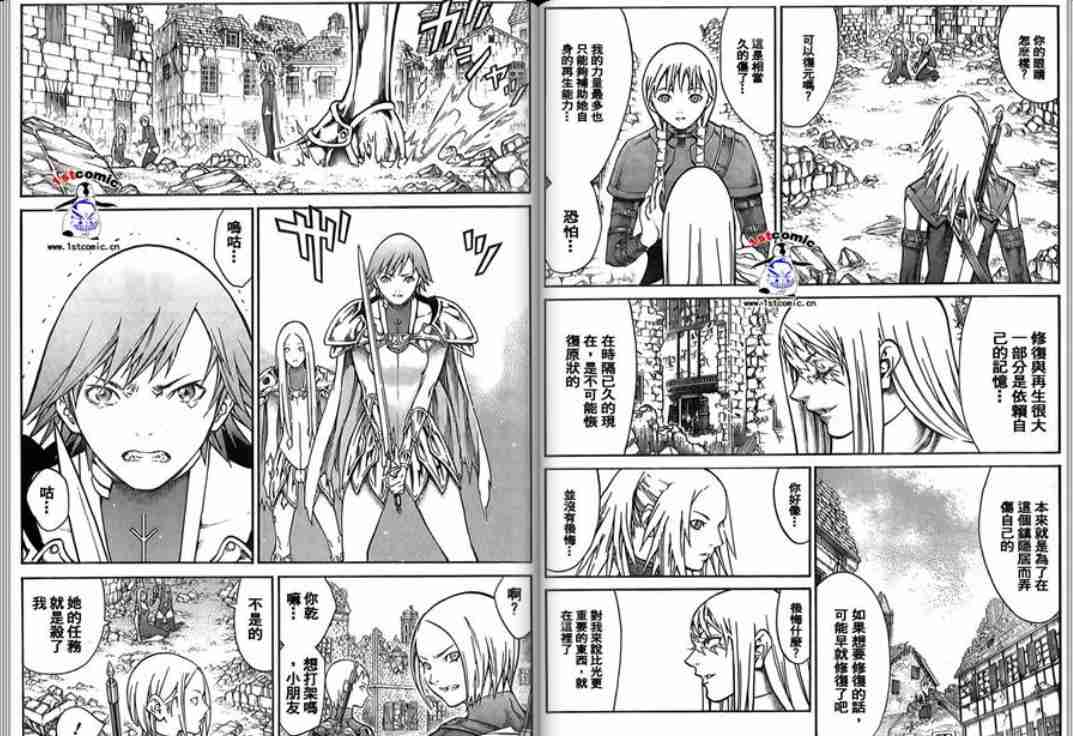 你的眼睛
怎麼樣？
可以復元嗎？
這是相當
久的傷了…
我的力量最多也
只能夠補助她自
身的再生能力…
恐怕…
修復與再生很大
一部分是依賴自
己的記憶…
在時隔己久的現
在，是不可能恢
復原狀的
本來就是為了在
這個鎮隱居而弄
傷自己的
如果想要修復的話，
可能早就修復了吧
你好像…
並沒有後悔…
後悔什麼？
對我來說比光更
重要的東西，就
在這裡了
1stcomic
www.1stcomic.cn
1stcomic
www.1stcomic.cn
嗚咕…
咕…
啊？
你乾
嘛…，
想打架嗎
小朋友
不是的
她的任務
就是殺了
我
！